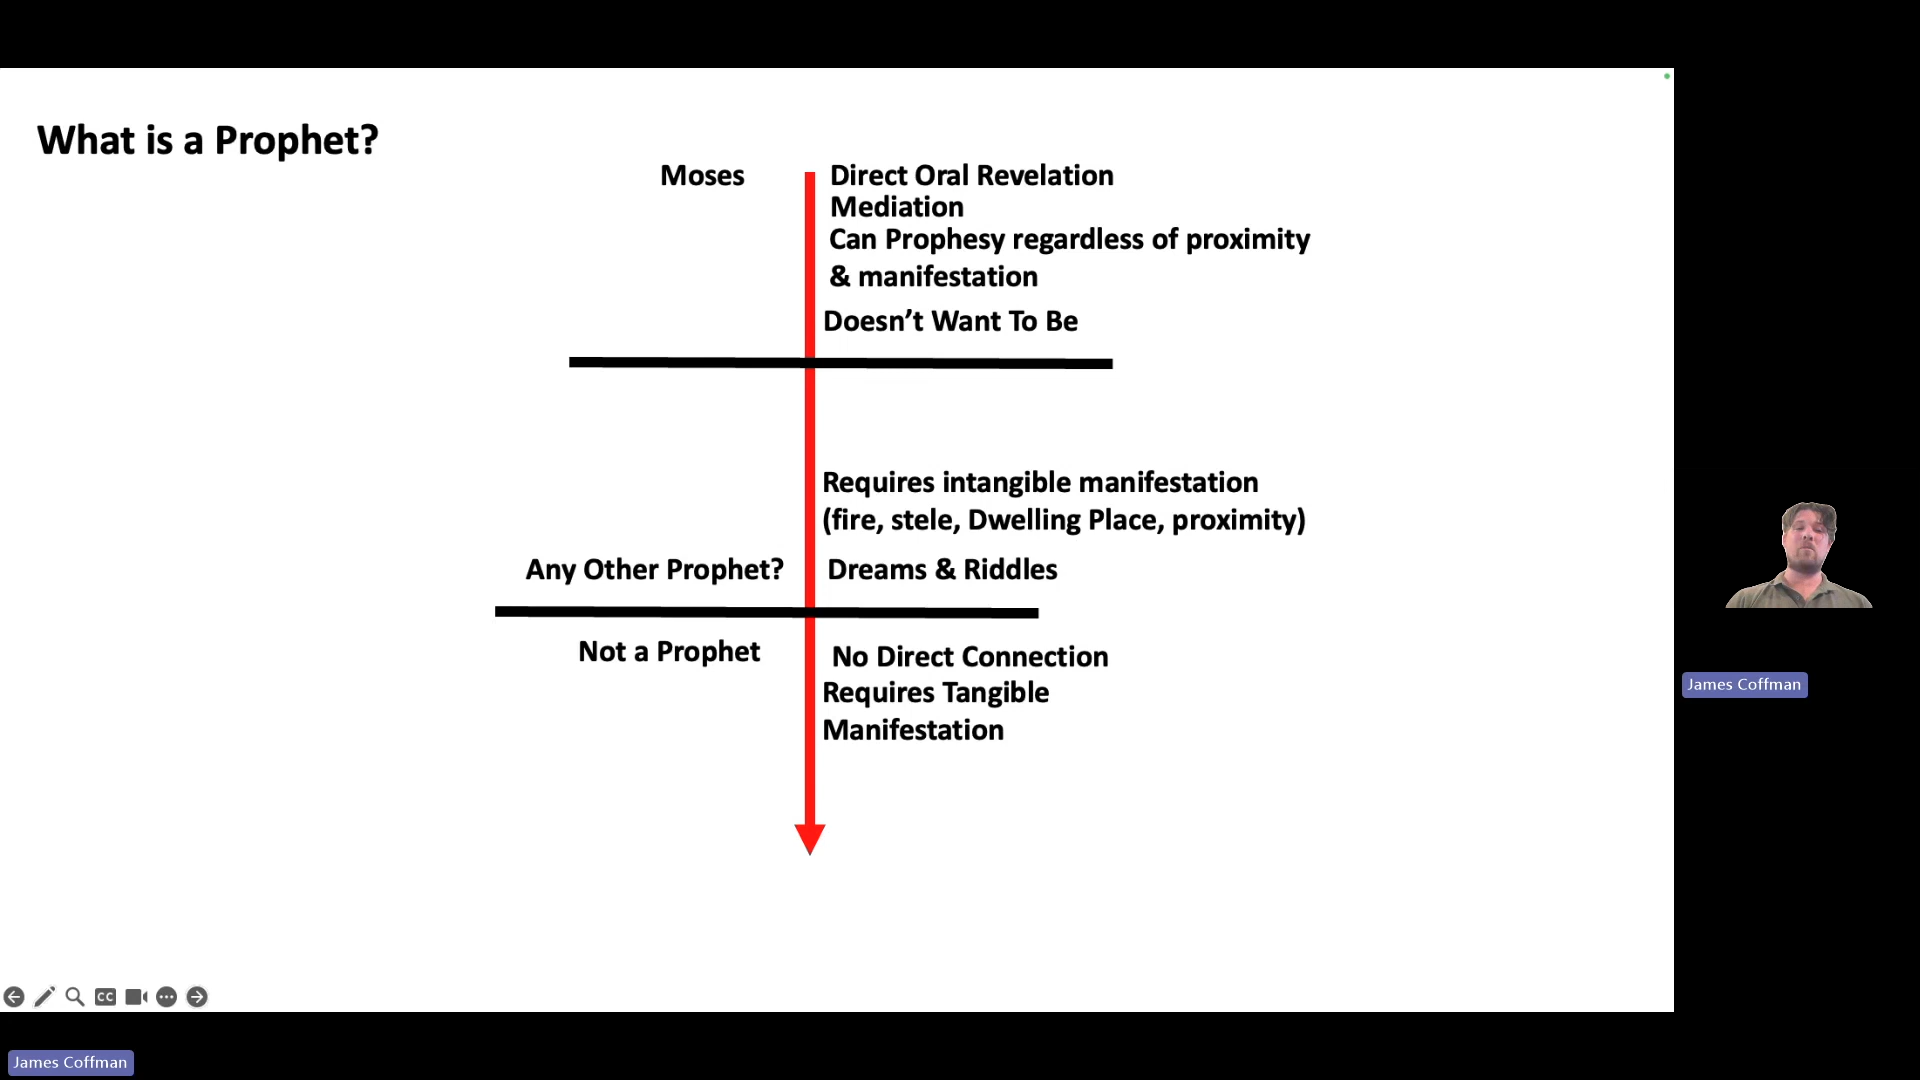 What is a Prophet?
Moses
Direct Oral Revelation
Mediation
Can Prophesy regardless of proximity
& manifestation
Doesn’t Want To Be
Requires intangible manifestation
(fire, stele, Dwelling Place, proximity)
Any Other Prophet?
Dreams & Riddles
Not a Prophet
No Direct Connection
Requires Tangible
Manifestation
James Coffman
CC
James Coffman